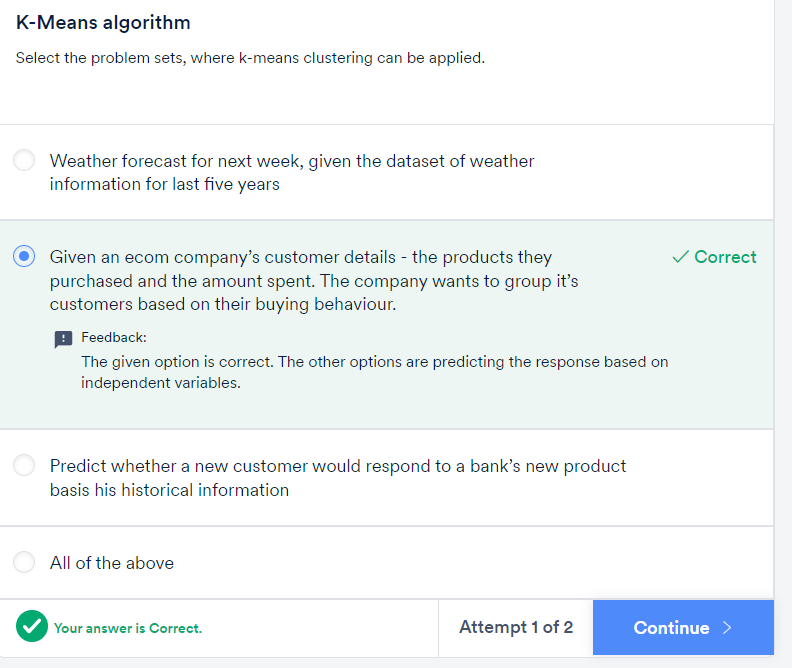 K-Means algorithm
Select the problem sets, where k-means clustering can be applied.
Weather forecast for next week, given the dataset of weather
information for last five years
Given an ecom company's customer details - the products they
purchased and the amount spent. The company wants to group it's
customers based on their buying behaviour.
Correct
Feedback:
The given option is correct. The other options are predicting the response based on
independent variables.
Predict whether a new customer would respond to a bank's new product
basis his historical information
All of the above
Your answer is Correct.
Attempt 1 of 2
Continue